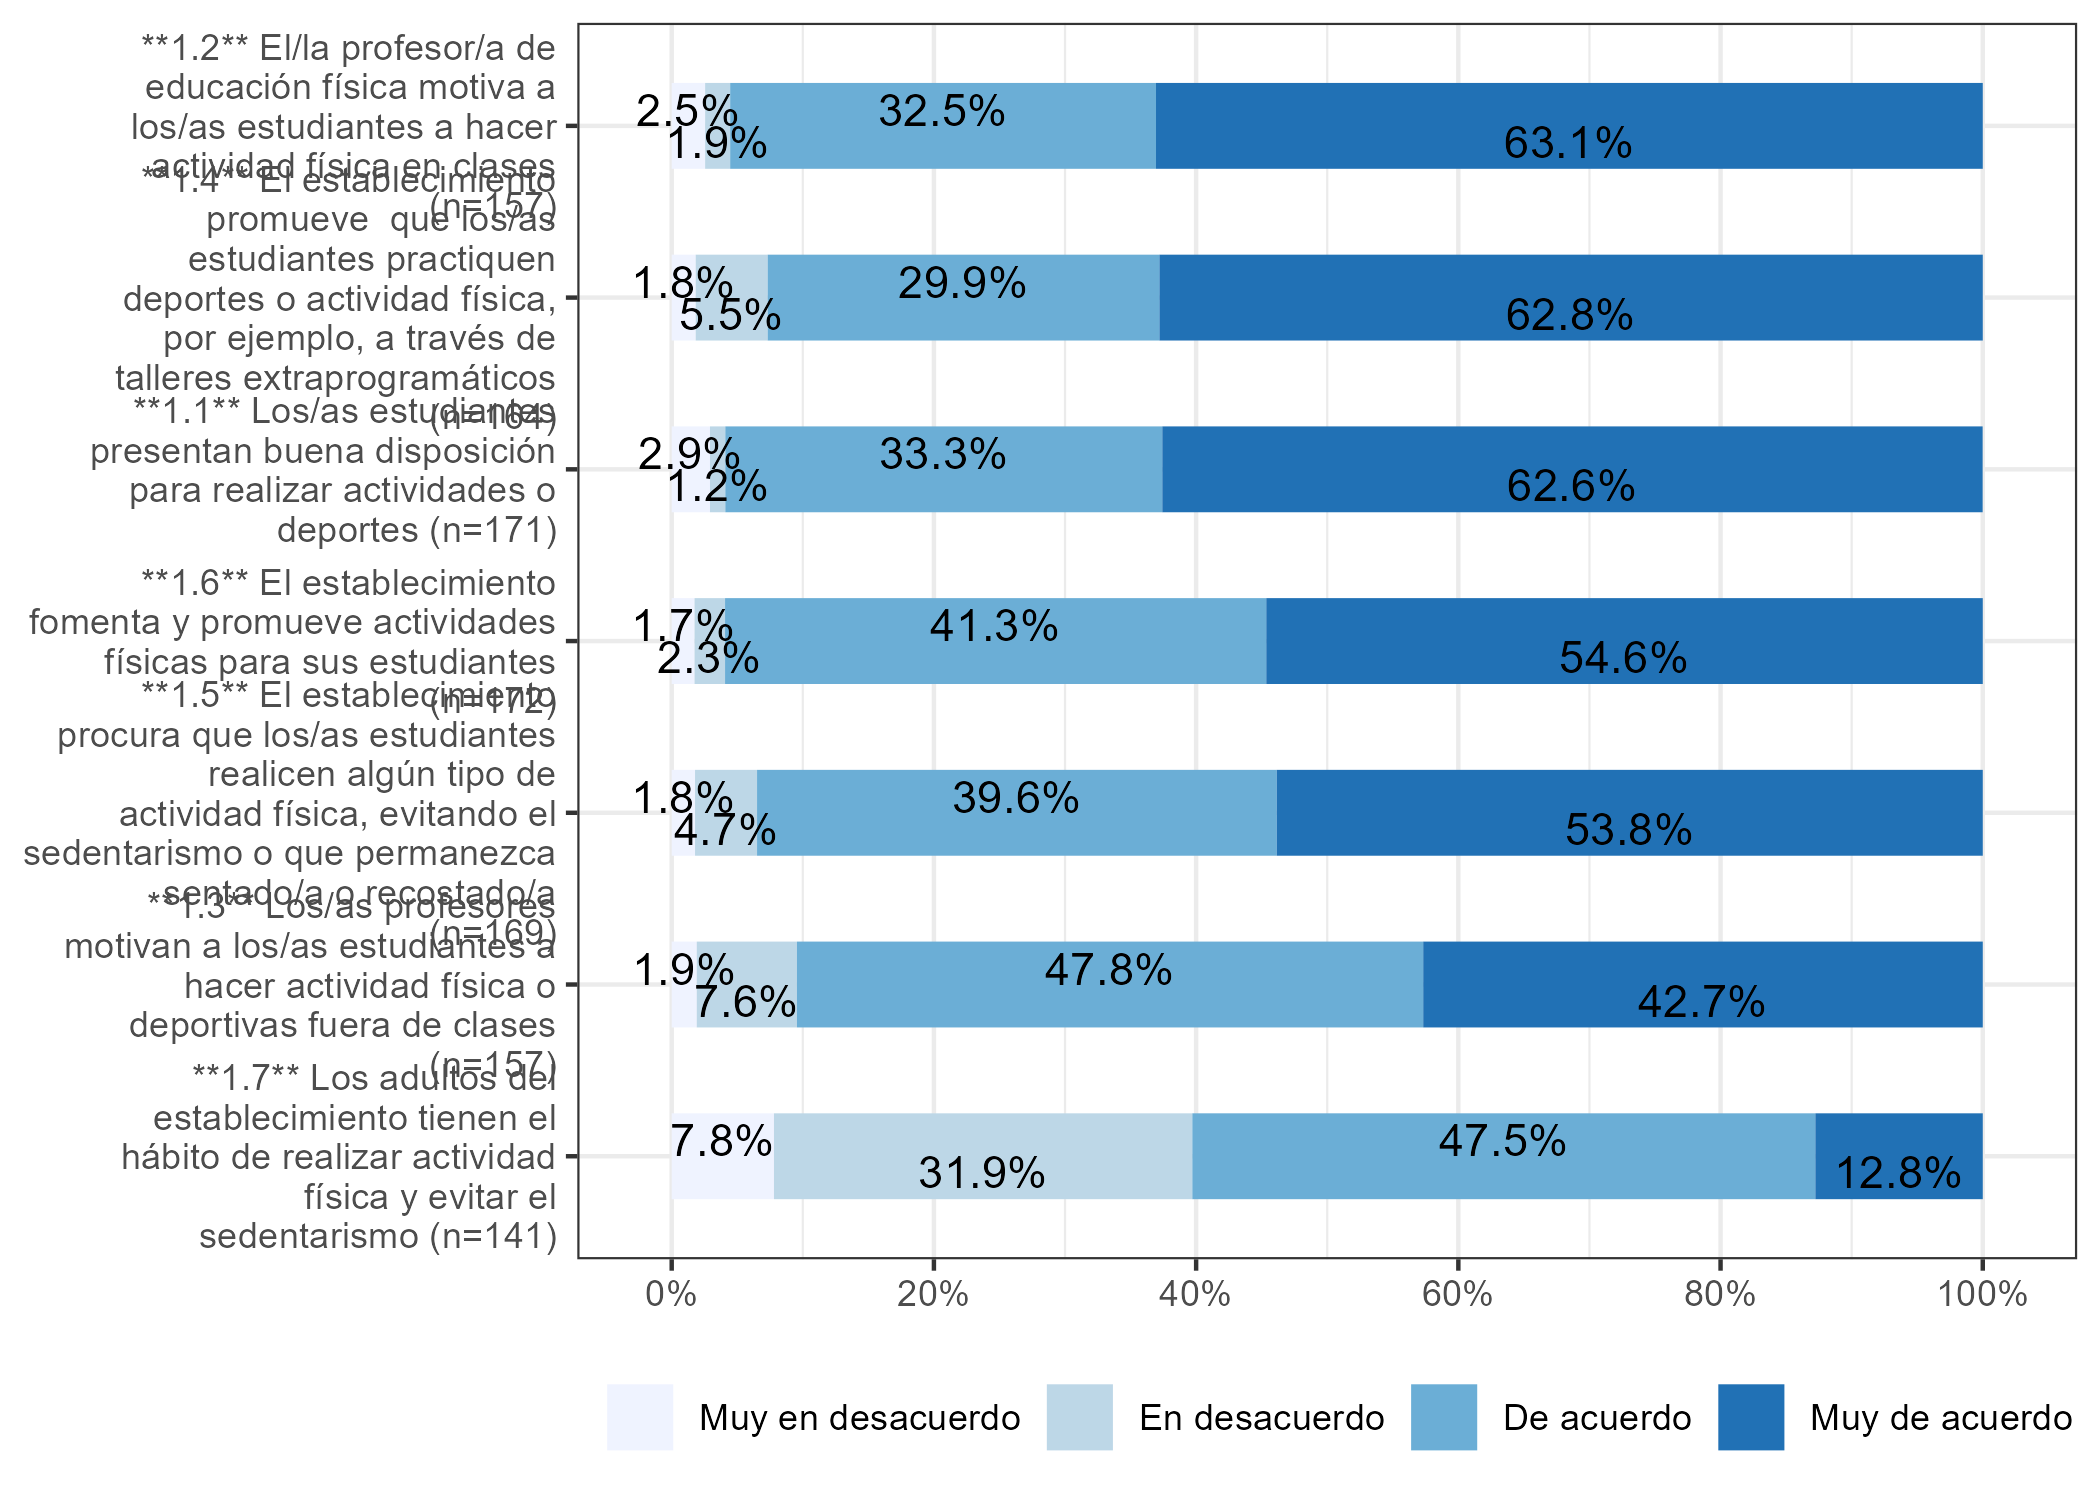 **1.2** El/la profesor/a de
educación física motiva a
los/as estudiantes a hacer
actividad física en clases
(n=157)
2.5%
1.9%
32.5%
63.1%
**1.4** El establecimiento
promueve  que los/as
estudiantes practiquen
deportes o actividad física,
por ejemplo, a través de
talleres extraprogramáticos
(n=164)
1.8%
5.5%
29.9%
62.8%
**1.1** Los/as estudiantes
presentan buena disposición
para realizar actividades o
deportes (n=171)
2.9%
1.2%
33.3%
62.6%
**1.6** El establecimiento
fomenta y promueve actividades
físicas para sus estudiantes
(n=172)
1.7%
2.3%
41.3%
54.6%
**1.5** El establecimiento
procura que los/as estudiantes
realicen algún tipo de
actividad física, evitando el
sedentarismo o que permanezca
sentado/a o recostado/a
(n=169)
1.8%
4.7%
39.6%
53.8%
**1.3** Los/as profesores
motivan a los/as estudiantes a
hacer actividad física o
deportivas fuera de clases
(n=157)
1.9%
7.6%
47.8%
42.7%
**1.7** Los adultos del
establecimiento tienen el
hábito de realizar actividad
física y evitar el
sedentarismo (n=141)
7.8%
31.9%
47.5%
12.8%
0% 20% 40% 60% 80% 100%
Muy en desacuerdo En desacuerdo De acuerdo Muy de acuerdo